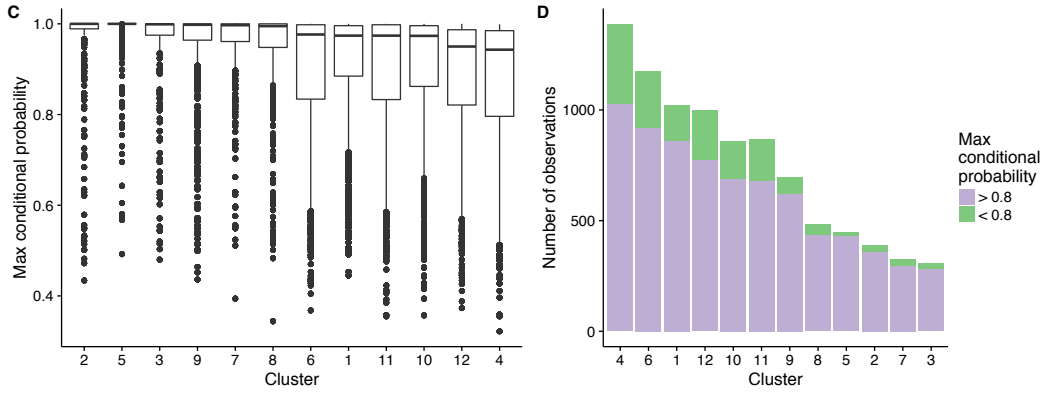 C
Max conditional probability
1.0
0.8
0.6
0.4
2 5 3 9 7 8 6 1 11 10 12 4
Cluster
D
Number of observations
1000
500
0
4 6 1 12 10 11 9 8 5 2 7 3
Cluster
Max
conditional
probability
> 0.8
< 0.8